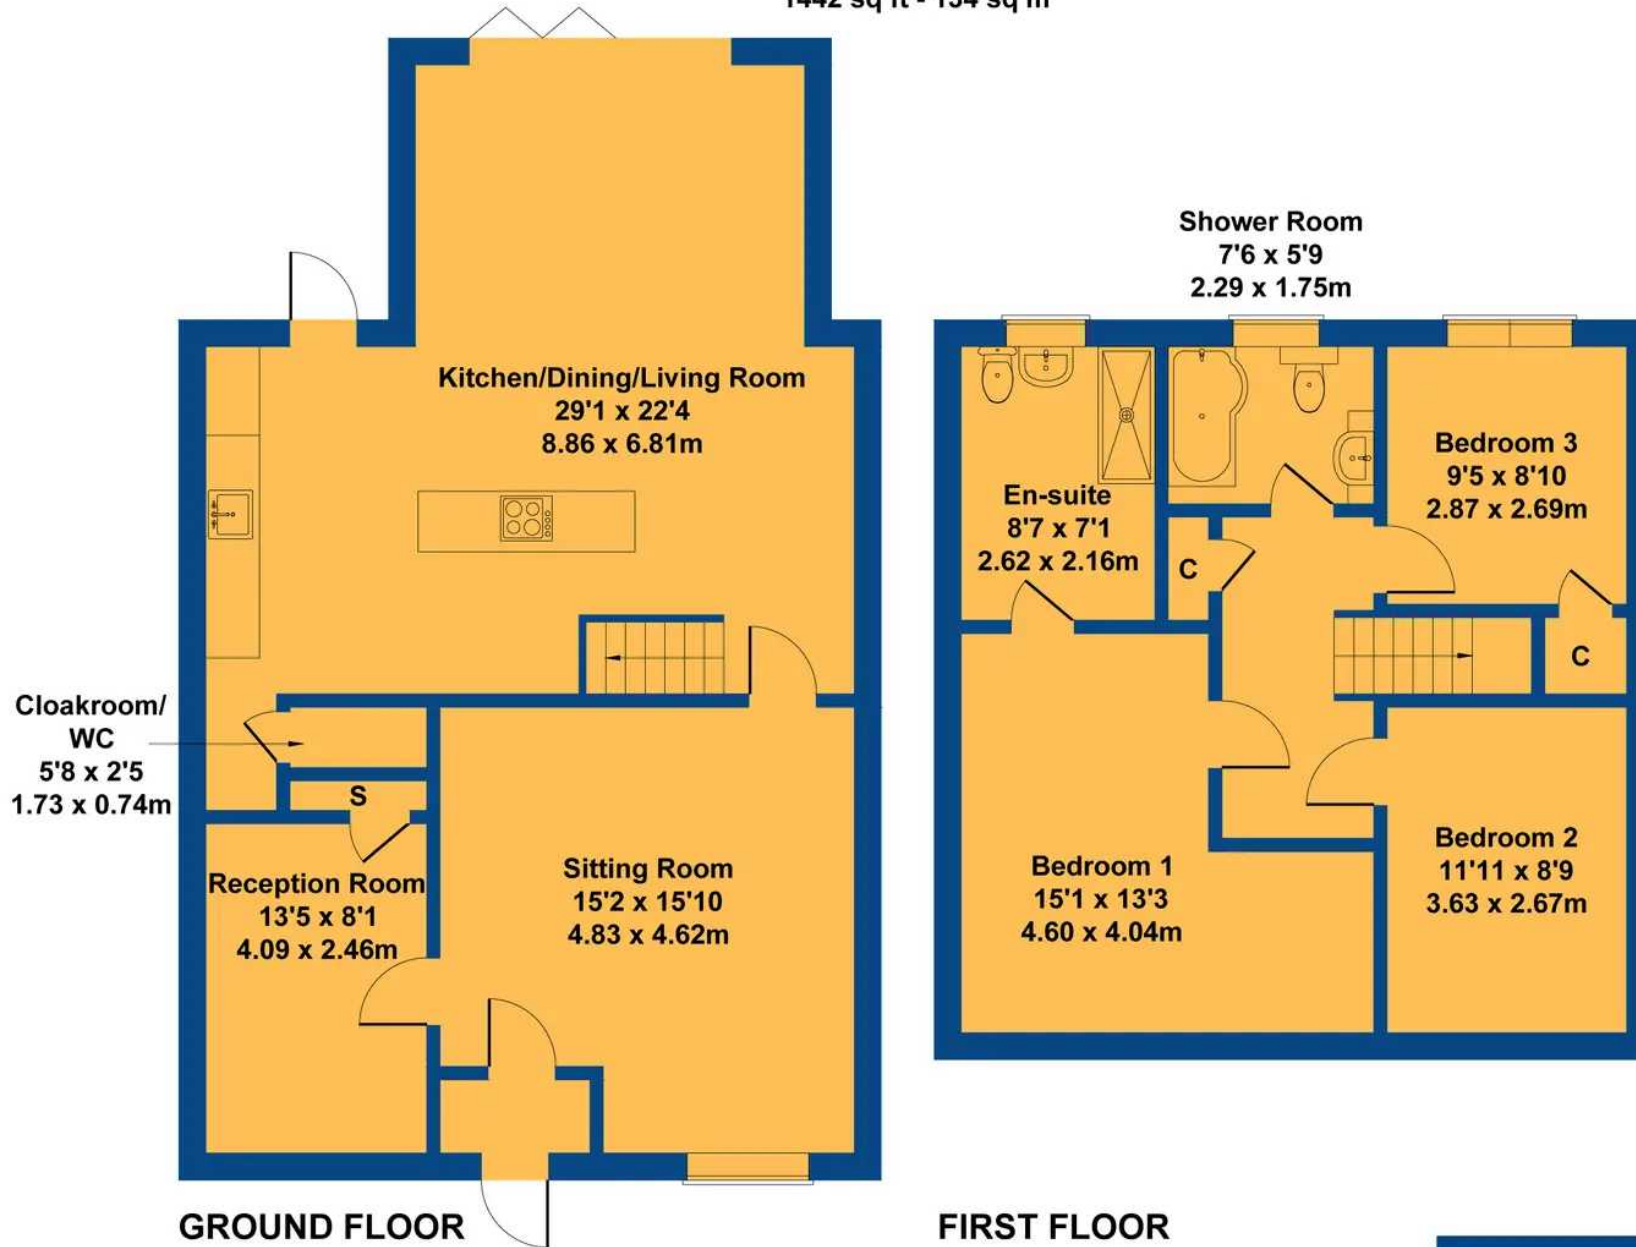 1442 sq ft - 134 sq m
Kitchen/Dining/Living Room
29'1 x 22'4
8.86 x 6.81m
Cloakroom/
WC
5'8 x 2'5
1.73 x 0.74m
S
Reception Room
13'5 x 8'1
4.09 x 2.46m
Sitting Room
15'2 x 15'10
4.83 x 4.62m
GROUND FLOOR
Shower Room
7'6 x 5'9
2.29 x 1.75m
En-suite
8'7 x 7'1
2.62 x 2.16m
C
Bedroom 3
9'5 x 8'10
2.87 x 2.69m
C
Bedroom 1
15'1 x 13'3
4.60 x 4.04m
Bedroom 2
11'11 x 8'9
3.63 x 2.67m
FIRST FLOOR